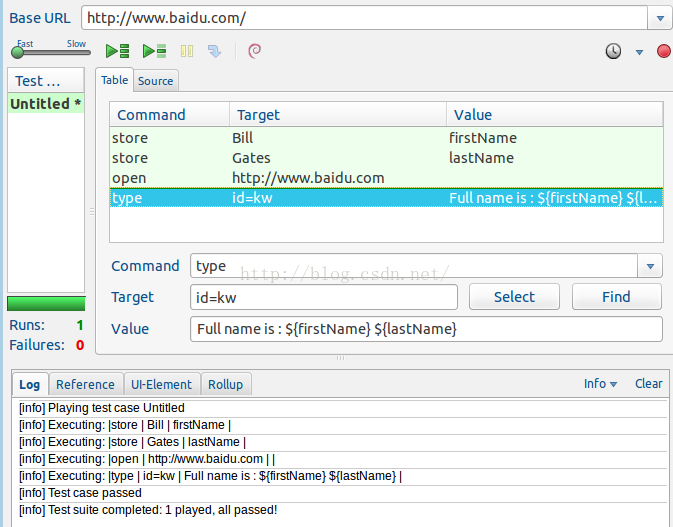 Base URL http://www.baidu.com/
Fast Slow
Test ... Table Source
Untitled *
Command Target Value
store Bill firstName
store Gates lastName
open http://www.baidu.com
type id=kw Full name is : ${firstName} ${l...
Command type
http://blog.csdn.net/
Target id=kw Select Find
Value Full name is : ${firstName} ${lastName}
Runs: 1
Failures: 0
Log Reference UI-Element Rollup Info Clear
[info] Playing test case Untitled
[info] Executing: |store | Bill | firstName |
[info] Executing: |store | Gates | lastName |
[info] Executing: |open | http://www.baidu.com | |
[info] Executing: |type | id=kw | Full name is : ${firstName} ${lastName} |
[info] Test case passed
[info] Test suite completed: 1 played, all passed!